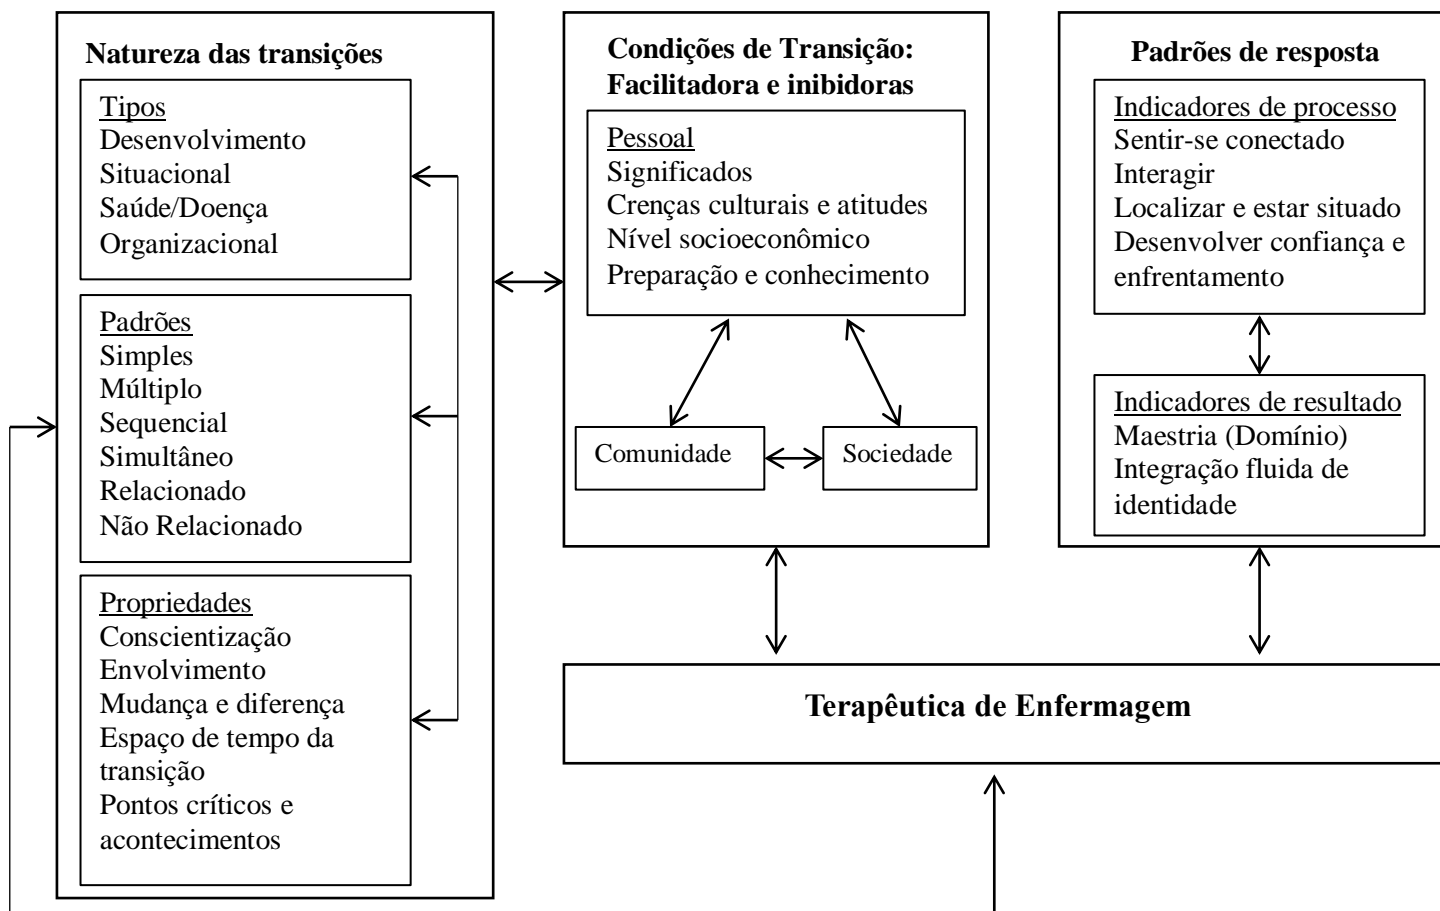 Natureza das transições
Tipos
Desenvolvimento
Situacional
Saúde/Doença
Organizacional
Padrões
Simples
Múltiplo
Sequencial
Simultâneo
Relacionado
Não Relacionado
Propriedades
Conscientização
Envolvimento
Mudança e diferença
Espaço de tempo da
transição
Pontos críticos e
acontecimentos
Condições de Transição:
Facilitadora e inibidoras
Pessoal
Significados
Crenças culturais e atitudes
Nível socioeconômico
Preparação e conhecimento
Comunidade
Sociedade
Padrões de resposta
Indicadores de processo
Sentir-se conectado
Interagir
Localizar e estar situado
Desenvolver confiança e
enfrentamento
Indicadores de resultado
Maestria (Domínio)
Integração fluida de
identidade
Terapêutica de Enfermagem